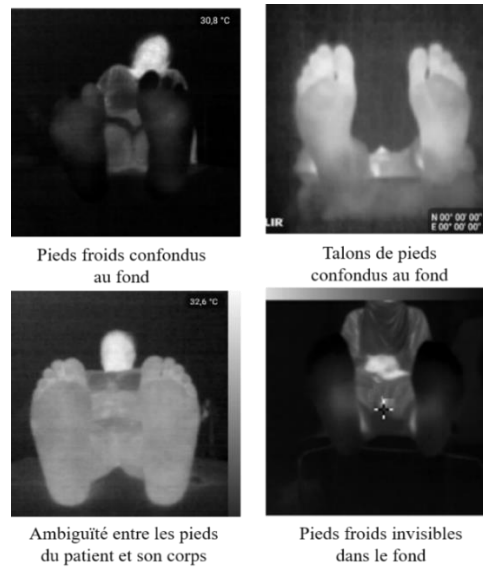 30,8 °C
LIR
N 00° 00' 00"
E 00° 00' 00"
Pieds froids confondus
au fond
Talons de pieds
confondus au fond
32,6 °C
Ambiguïté entre les pieds
du patient et son corps
Pieds froids invisibles
dans le fond